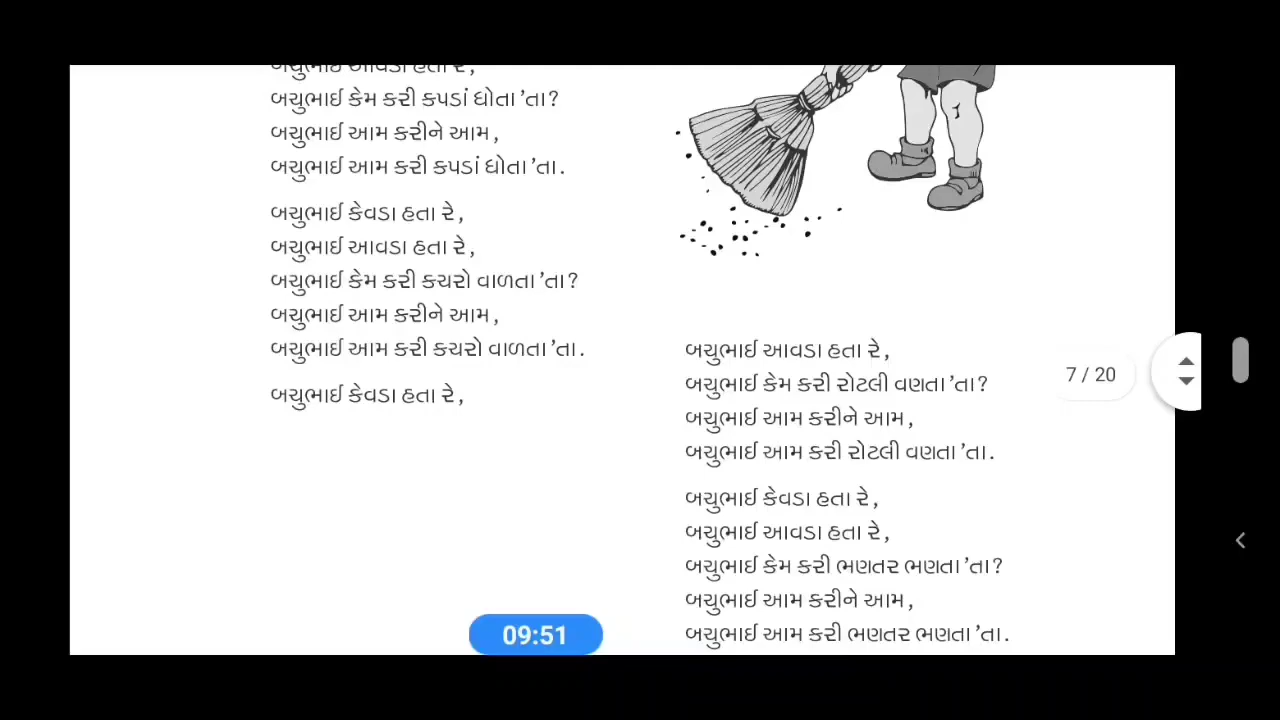 બચુભાઈ આવડા હતા રે,
બચુભાઈ કેમ કરી કપડાં ધોતા ’તા?
બચુભાઈ આમ કરીને આમ,
બચુભાઈ આમ કરી કપડાં ધોતા ’તા.
બચુભાઈ કેવડા હતા રે,
બચુભાઈ આવડા હતા રે,
બચુભાઈ કેમ કરી કચરો વાળતા ’તા?
બચુભાઈ આમ કરીને આમ,
બચુભાઈ આમ કરી કચરો વાળતા ’તા.
બચુભાઈ કેવડા હતા રે,
બચુભાઈ આવડા હતા રે,
બચુભાઈ કેમ કરી રોટલી વણતા ’તા?
બચુભાઈ આમ કરીને આમ,
બચુભાઈ આમ કરી રોટલી વણતા ’તા.
બચુભાઈ કેવડા હતા રે,
બચુભાઈ આવડા હતા રે,
બચુભાઈ કેમ કરી ભણતર ભણતા ’તા?
બચુભાઈ આમ કરીને આમ,
બચુભાઈ આમ કરી ભણતર ભણતા ’તા.
7 / 20
09:51